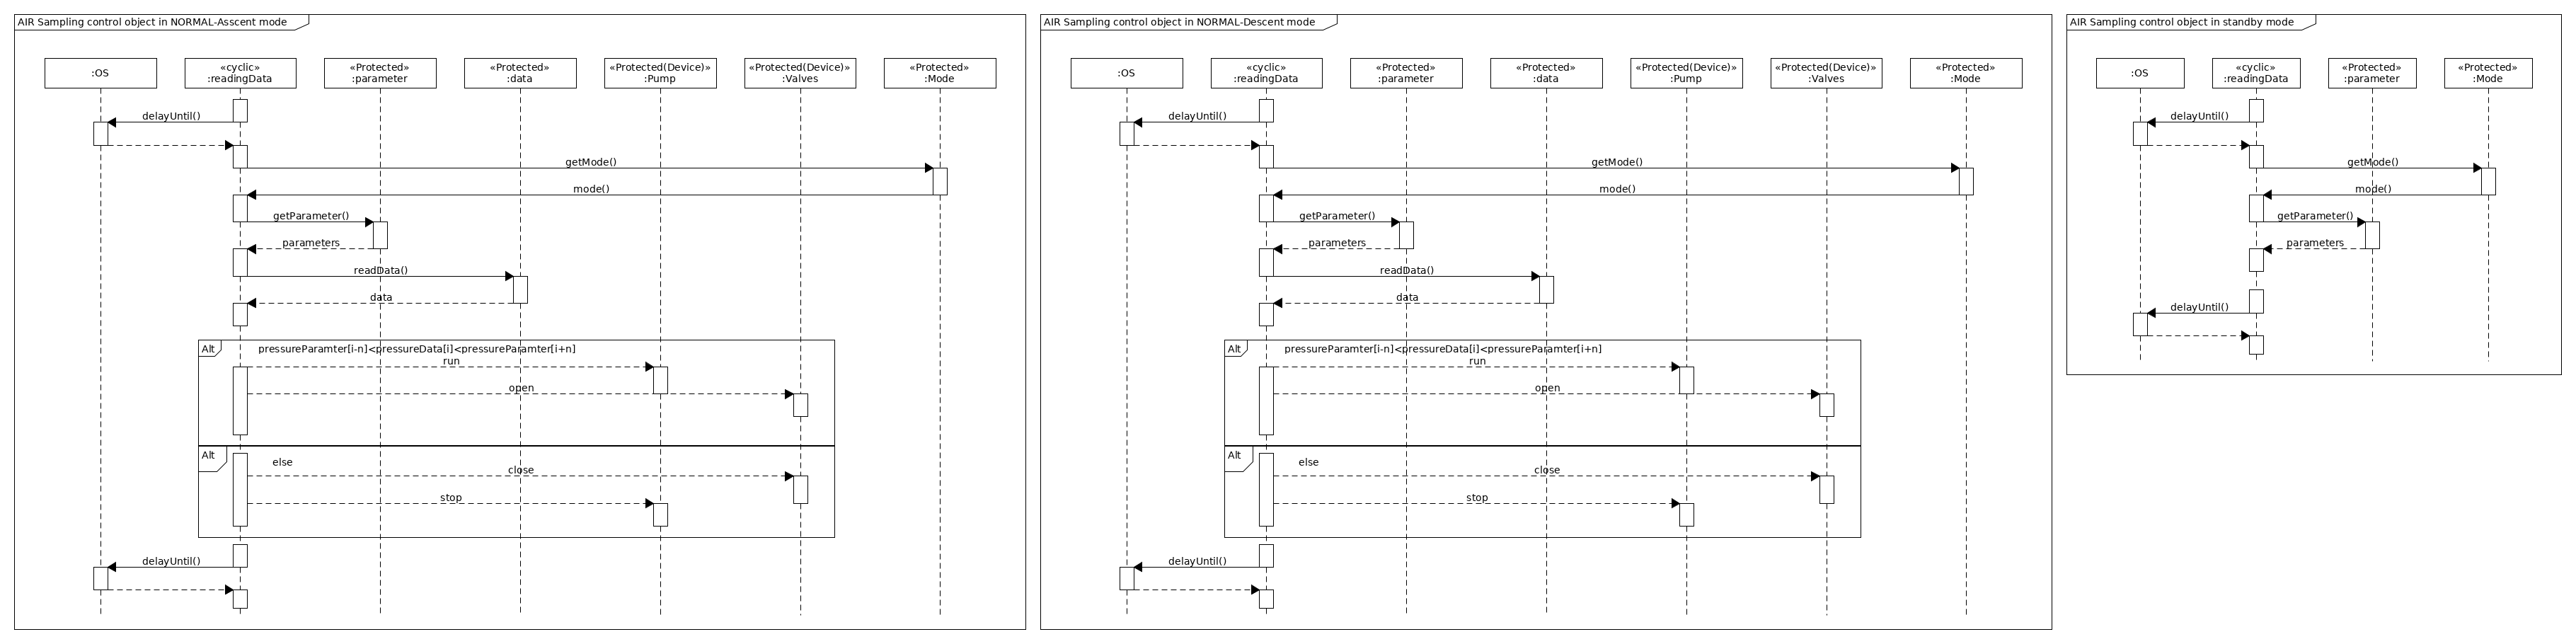 AIR Sampling control object in NORMAL-Asscent mode
:OS
«cyclic»
:readingData
«Protected»
:parameter
«Protected»
:data
«Protected(Device)»
:Pump
«Protected(Device)»
:Valves
«Protected»
:Mode
delayUntil()
getMode()
mode()
getParameter()
parameters
readData()
data
Alt
pressureParamter[i-n]<pressureData[i]<pressureParamter[i+n]
run
open
Alt
else
close
stop
delayUntil()
AIR Sampling control object in NORMAL-Descent mode
:OS
«cyclic»
:readingData
«Protected»
:parameter
«Protected»
:data
«Protected(Device)»
:Pump
«Protected(Device)»
:Valves
«Protected»
:Mode
delayUntil()
getMode()
mode()
getParameter()
parameters
readData()
data
Alt
pressureParamter[i-n]<pressureData[i]<pressureParamter[i+n]
run
open
Alt
else
close
stop
delayUntil()
AIR Sampling control object in standby mode
:OS
«cyclic»
:readingData
«Protected»
:parameter
«Protected»
:Mode
delayUntil()
getMode()
mode()
getParameter()
parameters
delayUntil()